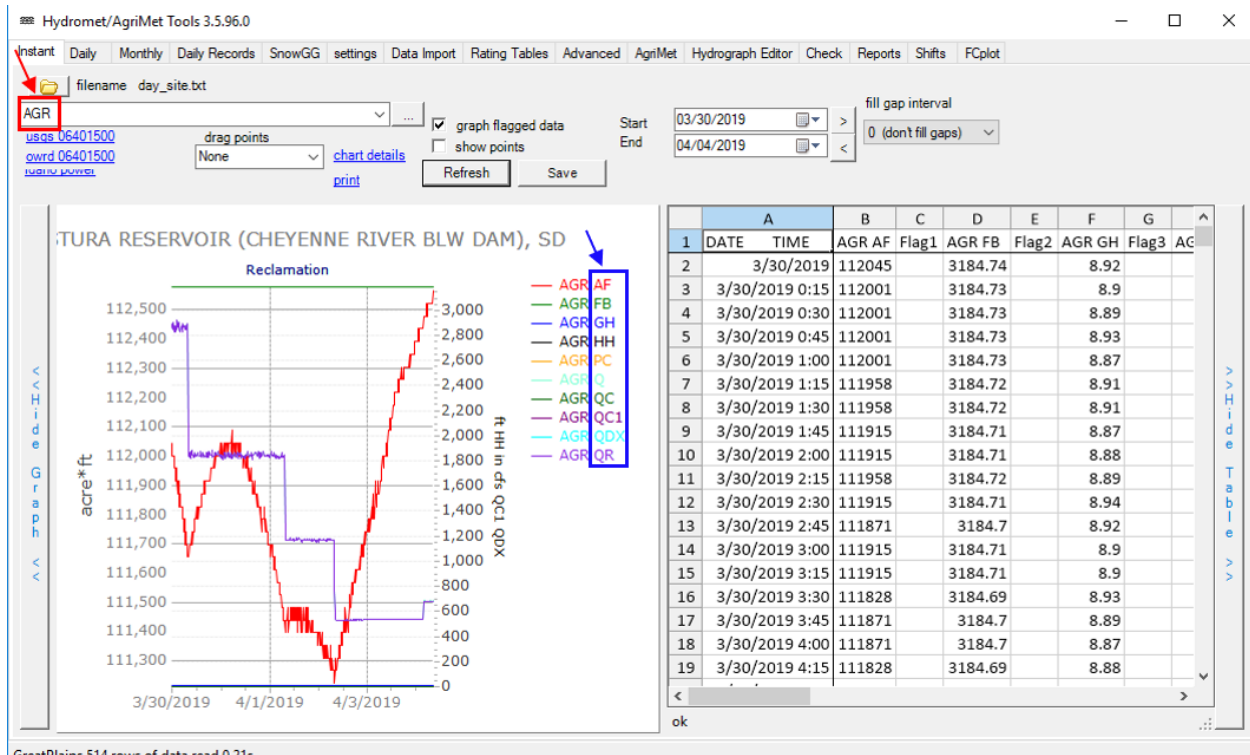 Hydromet/AgriMet Tools 3.5.96.0
Instant Daily Monthly Daily Records SnowGG settings Data Import Rating Tables Advanced AgriMet Hydrograph Editor Check Reports Shifts FCplot
filename day_site.txt
AGR ...
usgs 06401500
owrd 06401500
idaho power
drag points
None
chart details
print
graph flagged data
show points
Refresh Save
Start 03/30/2019 >
End 04/04/2019 <
fill gap interval
0 (don't fill gaps)
<< Hide Graph <<
TURA RESERVOIR (CHEYENNE RIVER BLW DAM), SD
Reclamation
acre*ft
112,500
112,400
112,300
112,200
112,100
112,000
111,900
111,800
111,700
111,600
111,500
111,400
111,300
3/30/2019 4/1/2019 4/3/2019
3,000
2,800
2,600
2,400
2,200
2,000
1,800
1,600
1,400
1,200
1,000
800
600
400
200
0
ft HH in cfs QC1 QDX
AGR AF
AGR FB
AGR GH
AGR HH
AGR PC
AGR Q
AGR QC
AGR QC1
AGR QDX
AGR QR
A B C D E F G
1 DATE TIME AGR AF Flag1 AGR FB Flag2 AGR GH Flag3 AG
2 3/30/2019 112045 3184.74 8.92
3 3/30/2019 0:15 112001 3184.73 8.9
4 3/30/2019 0:30 112001 3184.73 8.89
5 3/30/2019 0:45 112001 3184.73 8.93
6 3/30/2019 1:00 112001 3184.73 8.87
7 3/30/2019 1:15 111958 3184.72 8.91
8 3/30/2019 1:30 111958 3184.72 8.91
9 3/30/2019 1:45 111915 3184.71 8.87
10 3/30/2019 2:00 111915 3184.71 8.88
11 3/30/2019 2:15 111958 3184.72 8.89
12 3/30/2019 2:30 111915 3184.71 8.94
13 3/30/2019 2:45 111871 3184.7 8.92
14 3/30/2019 3:00 111915 3184.71 8.9
15 3/30/2019 3:15 111915 3184.71 8.9
16 3/30/2019 3:30 111828 3184.69 8.93
17 3/30/2019 3:45 111871 3184.7 8.89
18 3/30/2019 4:00 111871 3184.7 8.87
19 3/30/2019 4:15 111828 3184.69 8.88
>> Hide Table >>
ok
GreatPlains 514 rows of data read 0.21s